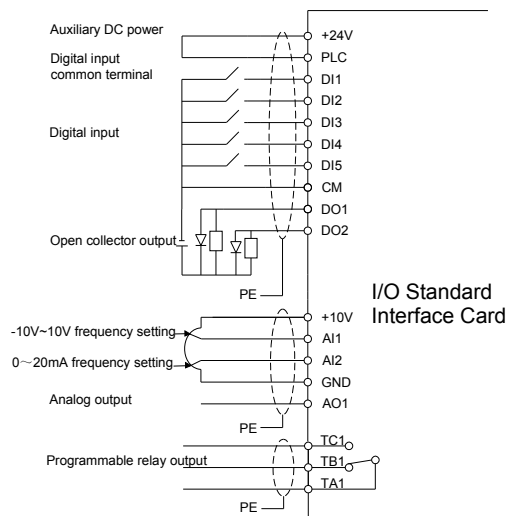 Auxiliary DC power
+24V
Digital input
common terminal
PLC
DI1
DI2
Digital input
DI3
DI4
DI5
CM
DO1
Open collector output
DO2
PE
I/O Standard
Interface Card
+10V
-10V~10V frequency setting
AI1
0～20mA frequency setting
AI2
GND
Analog output
AO1
PE
TC1
Programmable relay output
TB1
TA1
PE